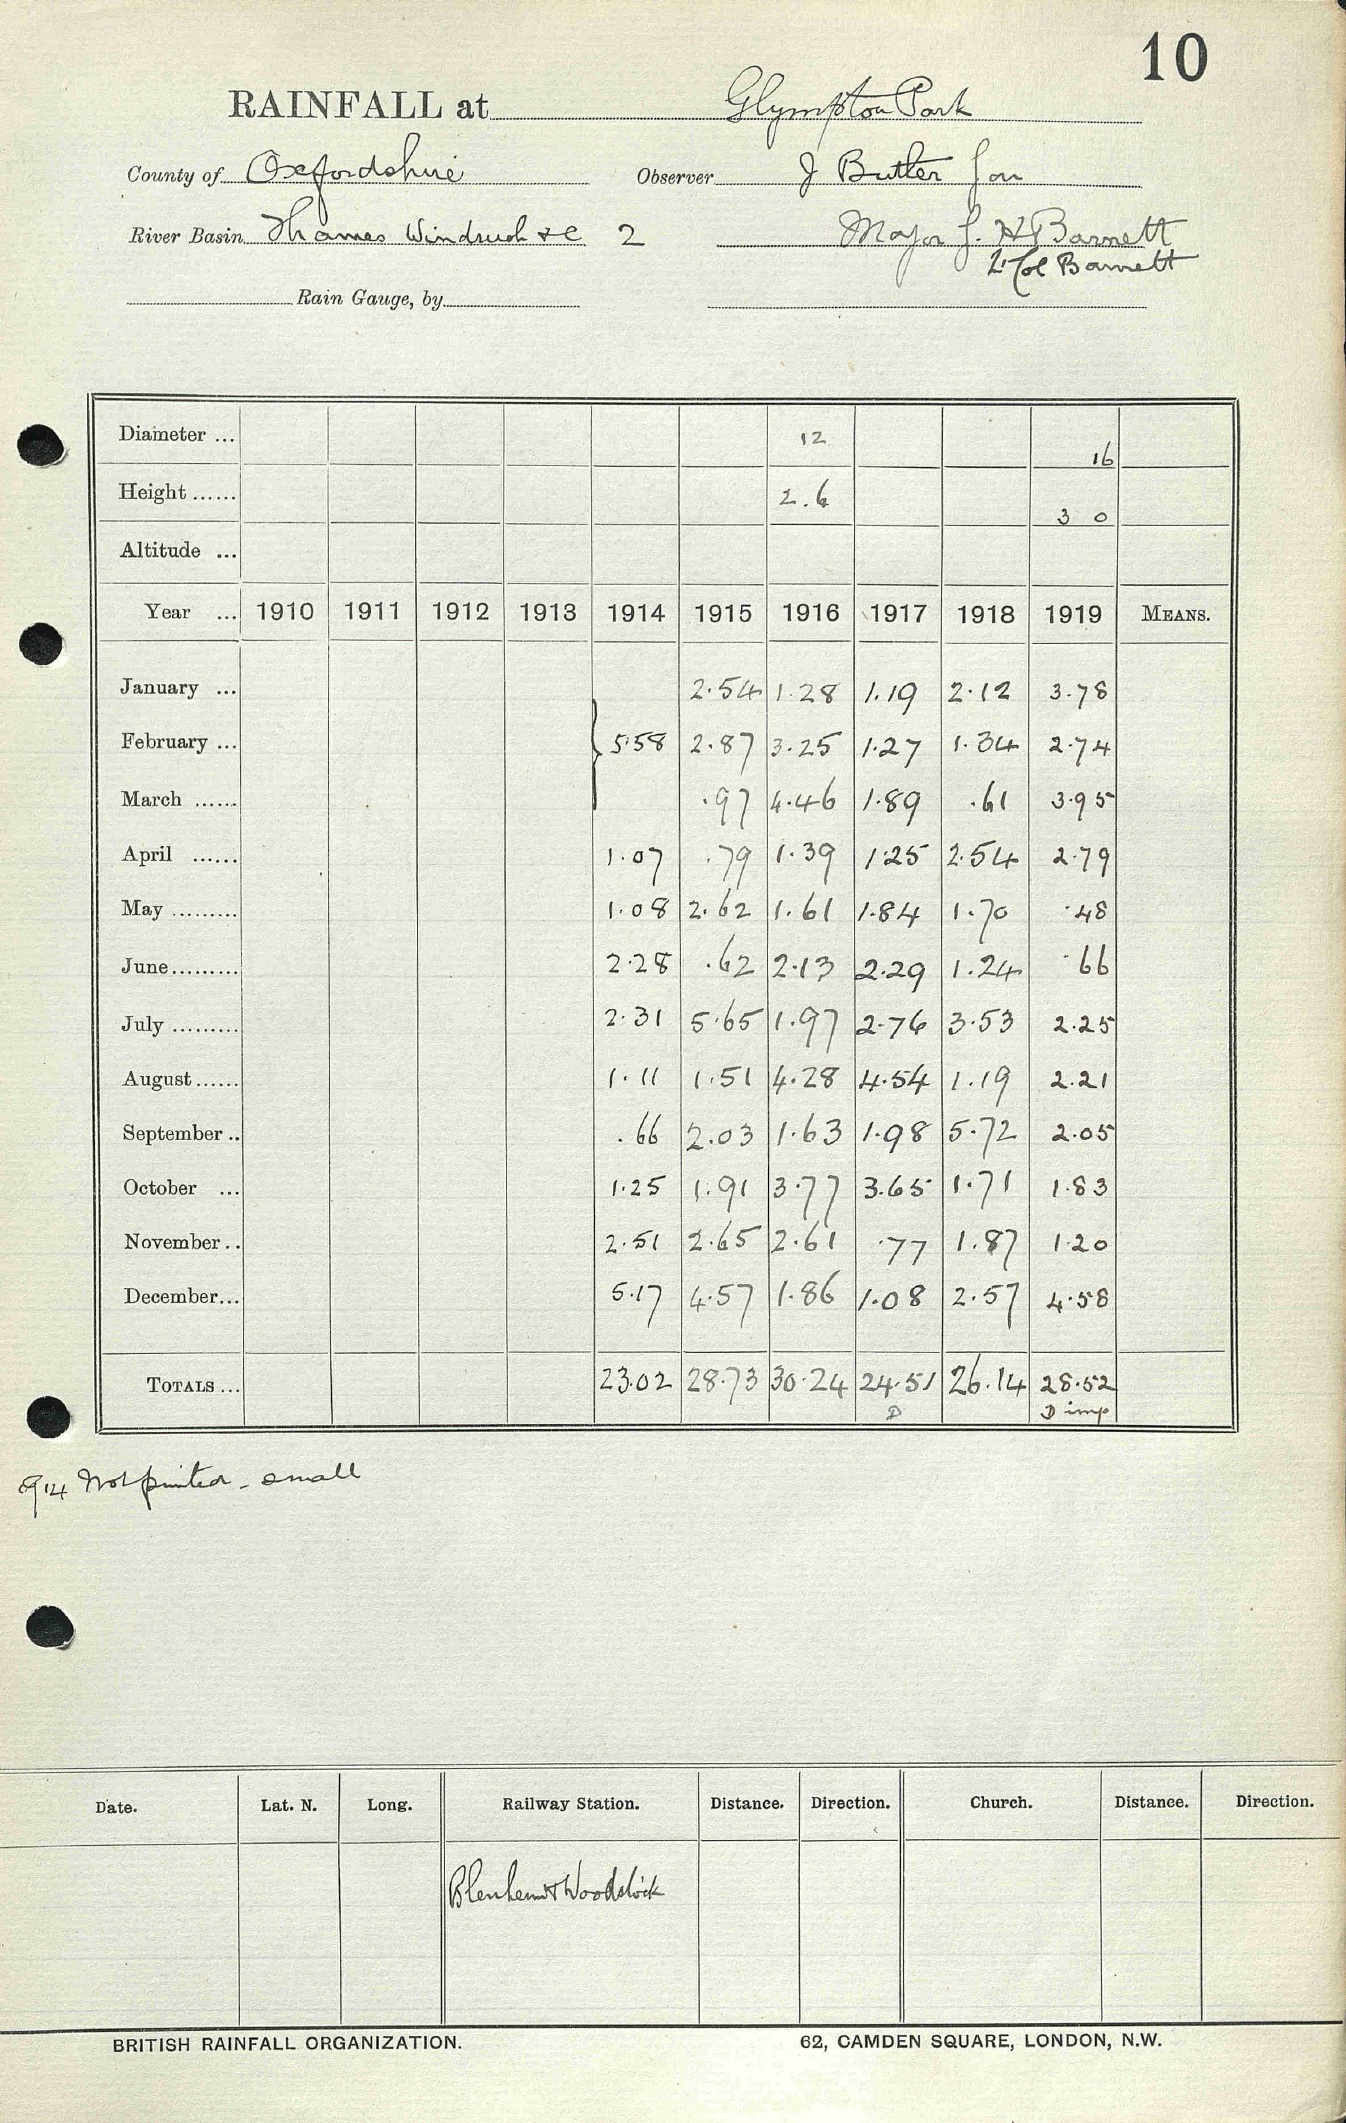 10
RAINFALL at Glympton Park
County of Oxfordshire Observer J Butler for
River Basin Thames Windrush &c 2 Major G. H Barnett
Lt Col Barnett
Rain Gauge, by
Diameter ... 12 16
Height ...... 2.6 3 0
Altitude ...
Year ... 1910 1911 1912 1913 1914 1915 1916 1917 1918 1919 MEANS.
January ... 2.54 1.28 1.19 2.12 3.78
February ... } 5.58 2.87 3.25 1.27 1.34 2.74
March ...... .97 4.46 1.89 .61 3.95
April ...... 1.07 .79 1.39 1.25 2.54 2.79
May ......... 1.08 2.62 1.61 1.84 1.70 .48
June......... 2.28 .62 2.13 2.29 1.24 .66
July ......... 2.31 5.65 1.97 2.76 3.53 2.25
August...... 1.11 1.51 4.28 4.54 1.19 2.21
September .. .66 2.03 1.63 1.98 5.72 2.05
October ... 1.25 1.91 3.77 3.65 1.71 1.83
November .. 2.51 2.65 2.61 .77 1.87 1.20
December... 5.17 4.57 1.86 1.08 2.57 4.58
TOTALS ... 23.02 28.73 30.24 24.51 26.14 28.52
D D imp
1914 Not printed - small
Date. Lat. N. Long. Railway Station. Distance. Direction. Church. Distance. Direction.
Blenheim & Woodstock
BRITISH RAINFALL ORGANIZATION. 62, CAMDEN SQUARE, LONDON, N.W.